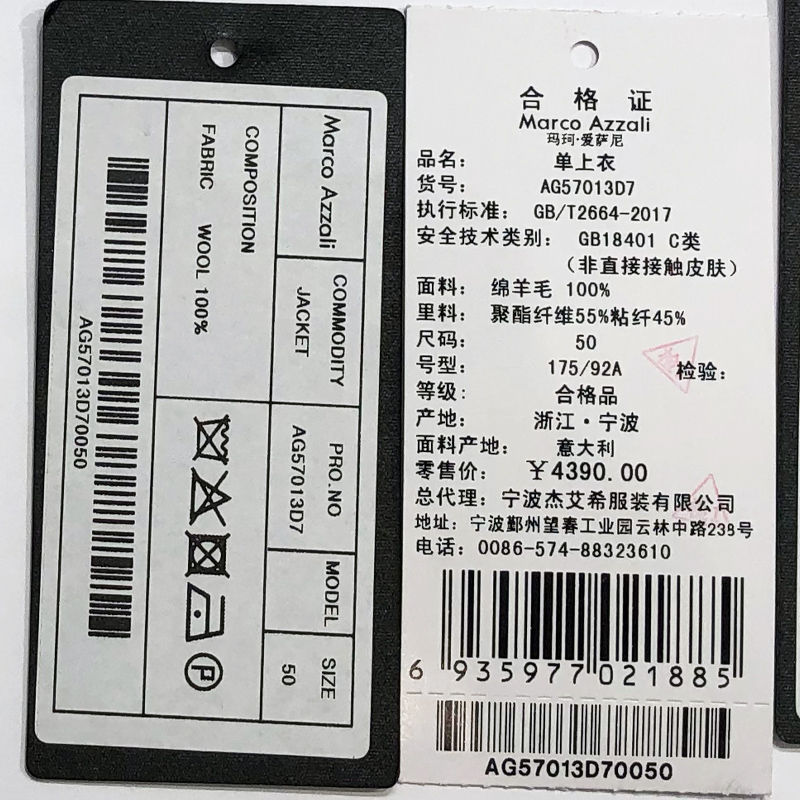 Marco Azzali
COMMODITY
JACKET
PRO.NO
AG57013D7
MODEL
SIZE
50
COMPOSITION
FABRIC WOOL 100%
P
AG57013D70050
合格证
Marco Azzali
玛珂·爱萨尼
品名: 单上衣
货号: AG57013D7
执行标准: GB/T2664-2017
安全技术类别: GB18401 C类
(非直接接触皮肤)
面料: 绵羊毛 100%
里料: 聚酯纤维55%粘纤45%
尺码: 50
号型: 175/92A 检验:
等级: 合格品
产地: 浙江·宁波
面料产地: 意大利
零售价: ¥4390.00
总代理: 宁波杰艾希服装有限公司
地址: 宁波鄞州望春工业园云林中路238号
电话: 0086-574-88323610
6 935977 021885
AG57013D70050